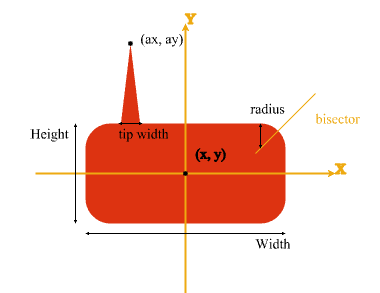 Y
(ax, ay)
radius
bisector
Height
tip width
(x, y)
X
Width